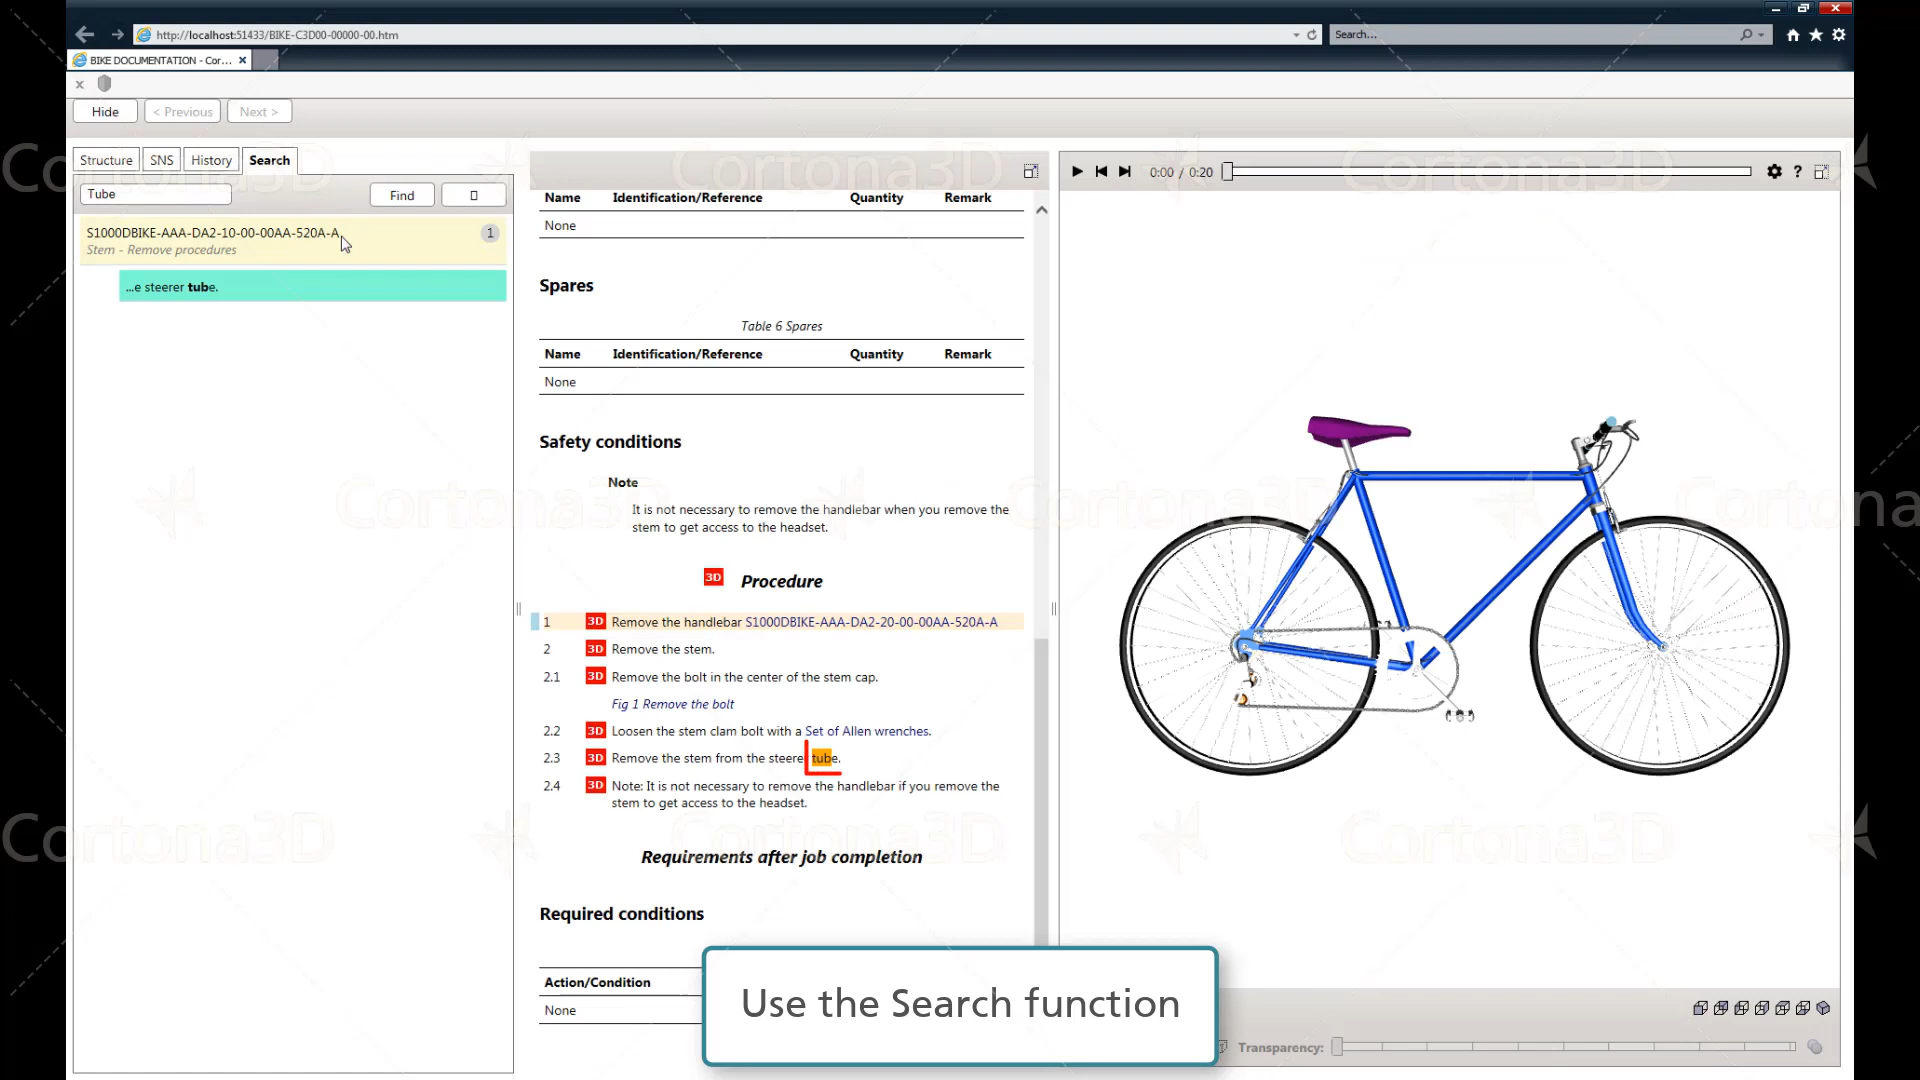 http://localhost:51433/BIKE-C3D00-00000-00.htm
Search...
BIKE DOCUMENTATION - Cor... x
x
Hide < Previous Next >
Structure SNS History Search
Tube Find
S1000DBIKE-AAA-DA2-10-00-00AA-520A-A 1
Stem - Remove procedures
...e steerer tube.
Name Identification/Reference Quantity Remark
None
Spares
Table 6 Spares
Name Identification/Reference Quantity Remark
None
Safety conditions
Note
It is not necessary to remove the handlebar when you remove the
stem to get access to the headset.
3D Procedure
1 3D Remove the handlebar S1000DBIKE-AAA-DA2-20-00-00AA-520A-A
2 3D Remove the stem.
2.1 3D Remove the bolt in the center of the stem cap.
Fig 1 Remove the bolt
2.2 3D Loosen the stem clam bolt with a Set of Allen wrenches.
2.3 3D Remove the stem from the steerer tube.
2.4 3D Note: It is not necessary to remove the handlebar if you remove the
stem to get access to the headset.
Requirements after job completion
Required conditions
Action/Condition
None
0:00 / 0:20
?
Transparency:
Use the Search function
Cortona3D
Cortona3D
Cortona3D
Cortona3D
Cortona3D
Cortona
Cortona3D
Cortona3D
Cortona3D